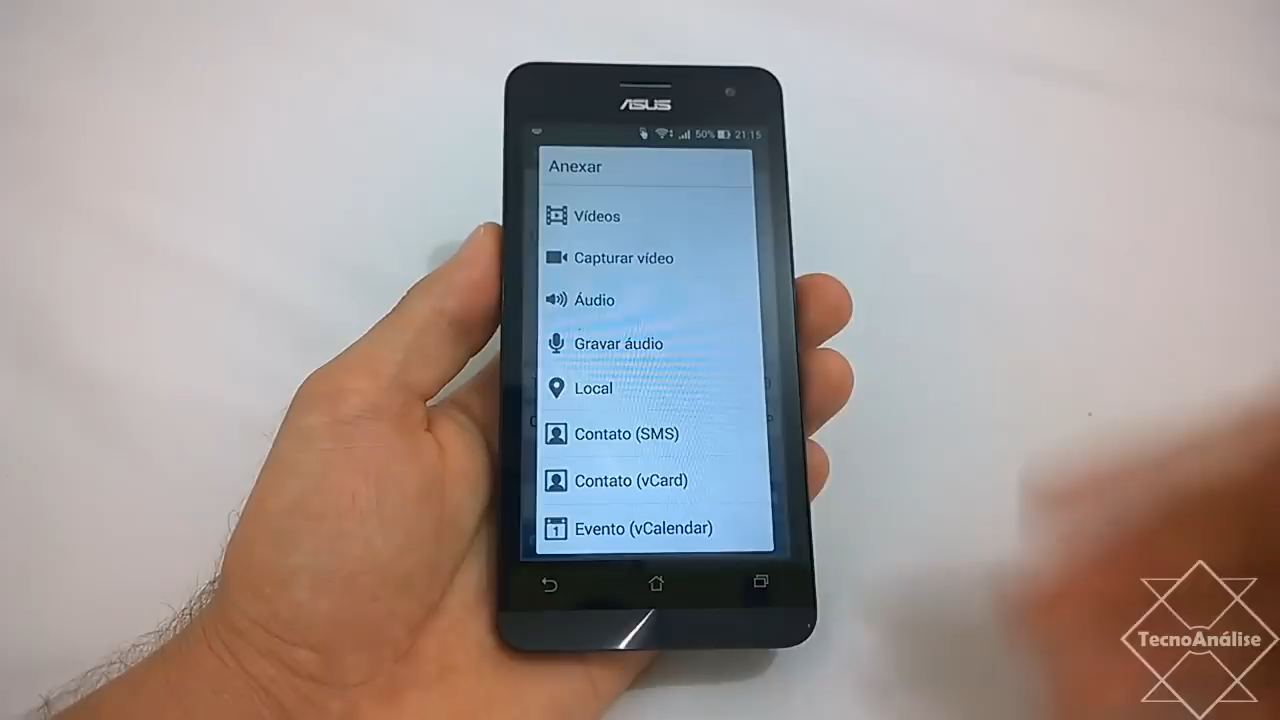 ASUS
50% 21:15
Anexar
Vídeos
Capturar vídeo
Áudio
Gravar áudio
Local
Contato (SMS)
Contato (vCard)
1 Evento (vCalendar)
TecnoAnálise